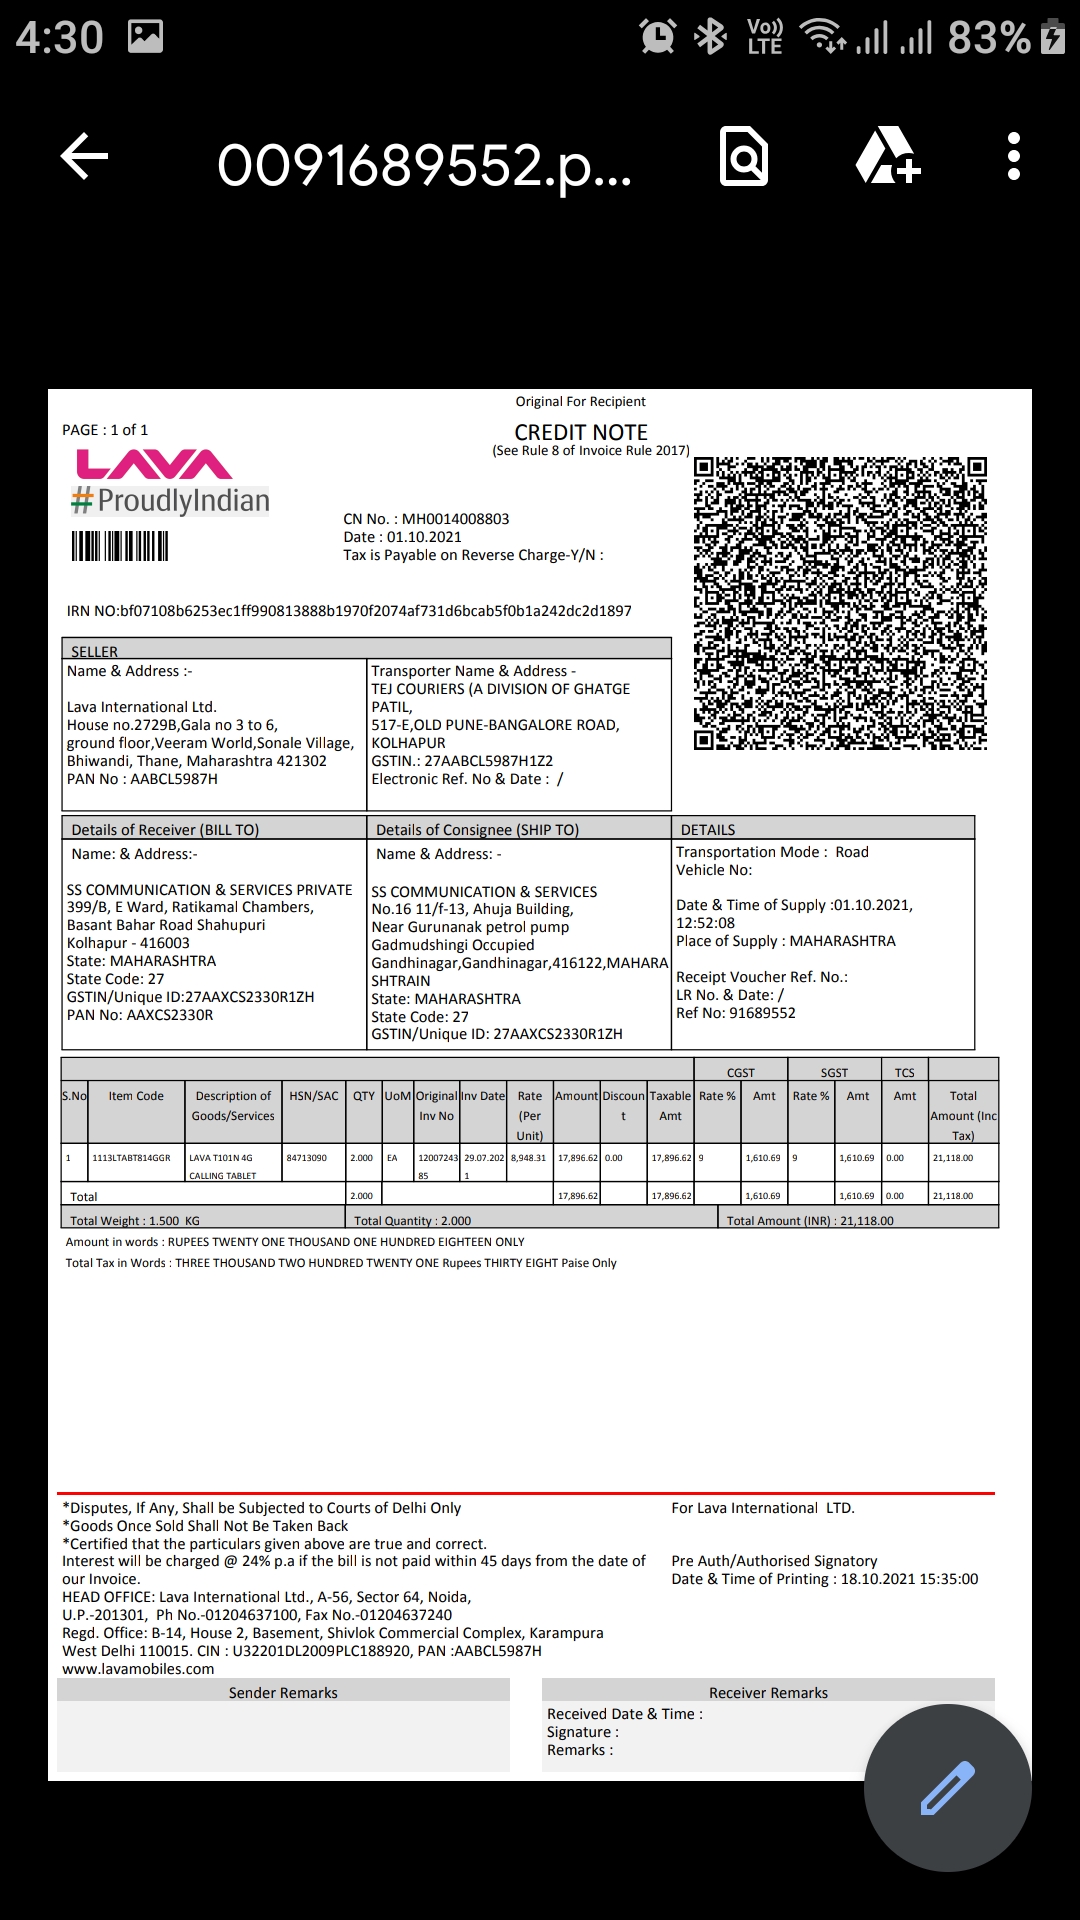 4:30
Vo)) LTE
83%
0091689552.p...
Original For Recipient
PAGE : 1 of 1
CREDIT NOTE
(See Rule 8 of Invoice Rule 2017)
LAVA
#ProudlyIndian
CN No. : MH0014008803
Date : 01.10.2021
Tax is Payable on Reverse Charge-Y/N :
IRN NO:bf07108b6253ec1ff990813888b1970f2074af731d6bcab5f0b1a242dc2d1897
SELLER
Name & Address :-
Lava International Ltd.
House no.2729B,Gala no 3 to 6,
ground floor,Veeram World,Sonale Village,
Bhiwandi, Thane, Maharashtra 421302
PAN No : AABCL5987H
Transporter Name & Address -
TEJ COURIERS (A DIVISION OF GHATGE
PATIL,
517-E,OLD PUNE-BANGALORE ROAD,
KOLHAPUR
GSTIN.: 27AABCL5987H1Z2
Electronic Ref. No & Date : /
Details of Receiver (BILL TO)
Name: & Address:-
SS COMMUNICATION & SERVICES PRIVATE
399/B, E Ward, Ratikamal Chambers,
Basant Bahar Road Shahupuri
Kolhapur - 416003
State: MAHARASHTRA
State Code: 27
GSTIN/Unique ID:27AAXCS2330R1ZH
PAN No: AAXCS2330R
Details of Consignee (SHIP TO)
Name & Address: -
SS COMMUNICATION & SERVICES
No.16 11/f-13, Ahuja Building,
Near Gurunanak petrol pump
Gadmudshingi Occupied
Gandhinagar,Gandhinagar,416122,MAHARA
SHTRAIN
State: MAHARASHTRA
State Code: 27
GSTIN/Unique ID: 27AAXCS2330R1ZH
DETAILS
Transportation Mode : Road
Vehicle No:
Date & Time of Supply :01.10.2021,
12:52:08
Place of Supply : MAHARASHTRA
Receipt Voucher Ref. No.:
LR No. & Date: /
Ref No: 91689552
CGST SGST TCS
S.No Item Code Description of Goods/Services HSN/SAC QTY UoM Original Inv No Inv Date Rate (Per Unit) Amount Discount Taxable Amt Rate % Amt Rate % Amt Amt Total Amount (Inc Tax)
1 1113LTABT814GGR LAVA T101N 4G CALLING TABLET 84713090 2.000 EA 1200724385 29.07.2021 8,948.31 17,896.62 0.00 17,896.62 9 1,610.69 9 1,610.69 0.00 21,118.00
Total 2.000 17,896.62 17,896.62 1,610.69 1,610.69 0.00 21,118.00
Total Weight : 1.500 KG Total Quantity : 2.000 Total Amount (INR) : 21,118.00
Amount in words : RUPEES TWENTY ONE THOUSAND ONE HUNDRED EIGHTEEN ONLY
Total Tax in Words : THREE THOUSAND TWO HUNDRED TWENTY ONE Rupees THIRTY EIGHT Paise Only
*Disputes, If Any, Shall be Subjected to Courts of Delhi Only
*Goods Once Sold Shall Not Be Taken Back
*Certified that the particulars given above are true and correct.
Interest will be charged @ 24% p.a if the bill is not paid within 45 days from the date of
our Invoice.
HEAD OFFICE: Lava International Ltd., A-56, Sector 64, Noida,
U.P.-201301, Ph No.-01204637100, Fax No.-01204637240
Regd. Office: B-14, House 2, Basement, Shivlok Commercial Complex, Karampura
West Delhi 110015. CIN : U32201DL2009PLC188920, PAN :AABCL5987H
www.lavamobiles.com
For Lava International LTD.
Pre Auth/Authorised Signatory
Date & Time of Printing : 18.10.2021 15:35:00
Sender Remarks
Receiver Remarks
Received Date & Time :
Signature :
Remarks :